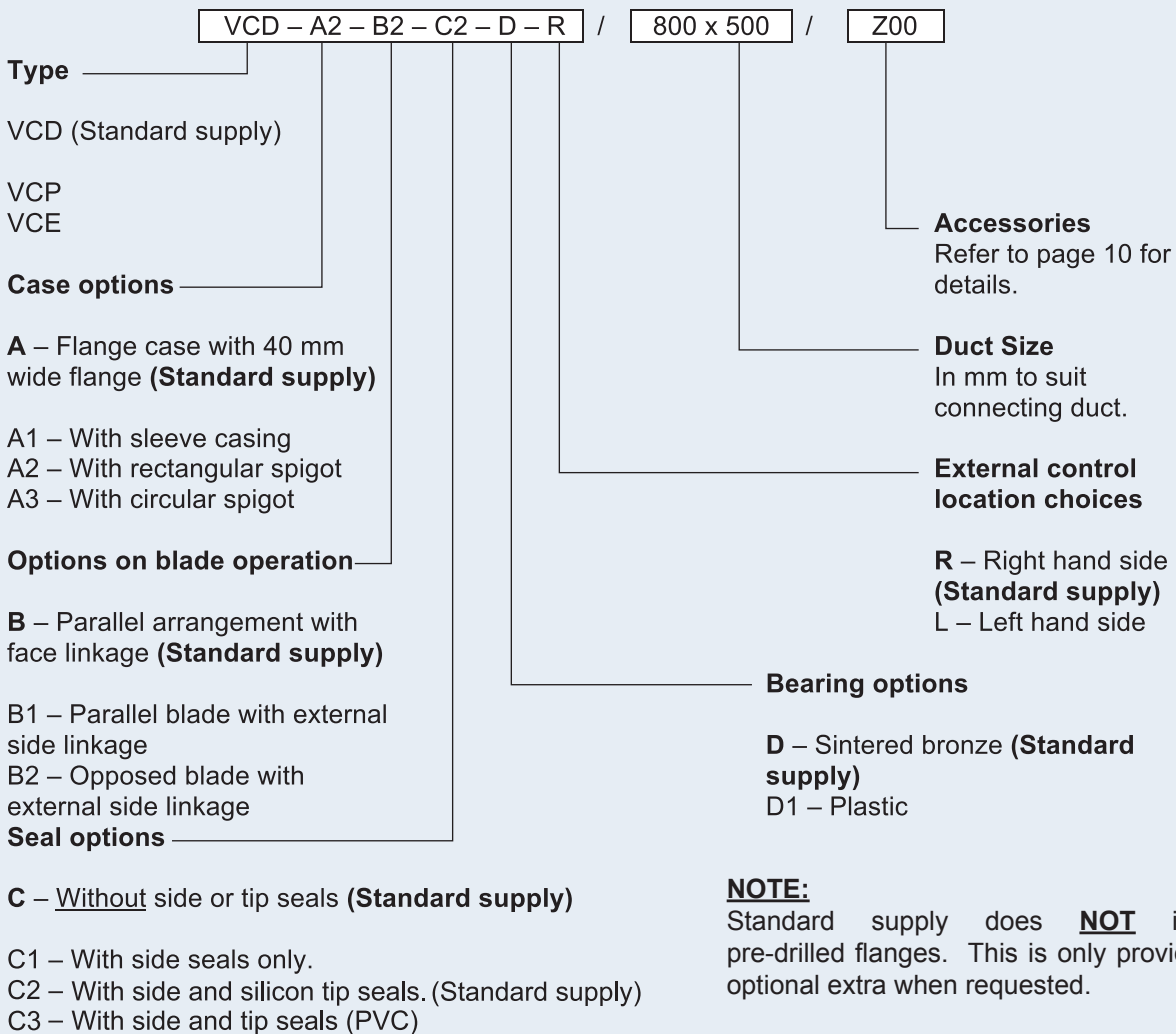 VCD – A2 – B2 – C2 – D – R / 800 x 500 / Z00
Type
VCD (Standard supply)
VCP
VCE
Case options
A – Flange case with 40 mm
wide flange (Standard supply)
A1 – With sleeve casing
A2 – With rectangular spigot
A3 – With circular spigot
Options on blade operation
B – Parallel arrangement with
face linkage (Standard supply)
B1 – Parallel blade with external
side linkage
B2 – Opposed blade with
external side linkage
Seal options
C – Without side or tip seals (Standard supply)
C1 – With side seals only.
C2 – With side and silicon tip seals. (Standard supply)
C3 – With side and tip seals (PVC)
Accessories
Refer to page 10 for
details.
Duct Size
In mm to suit
connecting duct.
External control
location choices
R – Right hand side
(Standard supply)
L – Left hand side
Bearing options
D – Sintered bronze (Standard
supply)
D1 – Plastic
NOTE:
Standard supply does NOT
pre-drilled flanges. This is only
optional extra when requested.